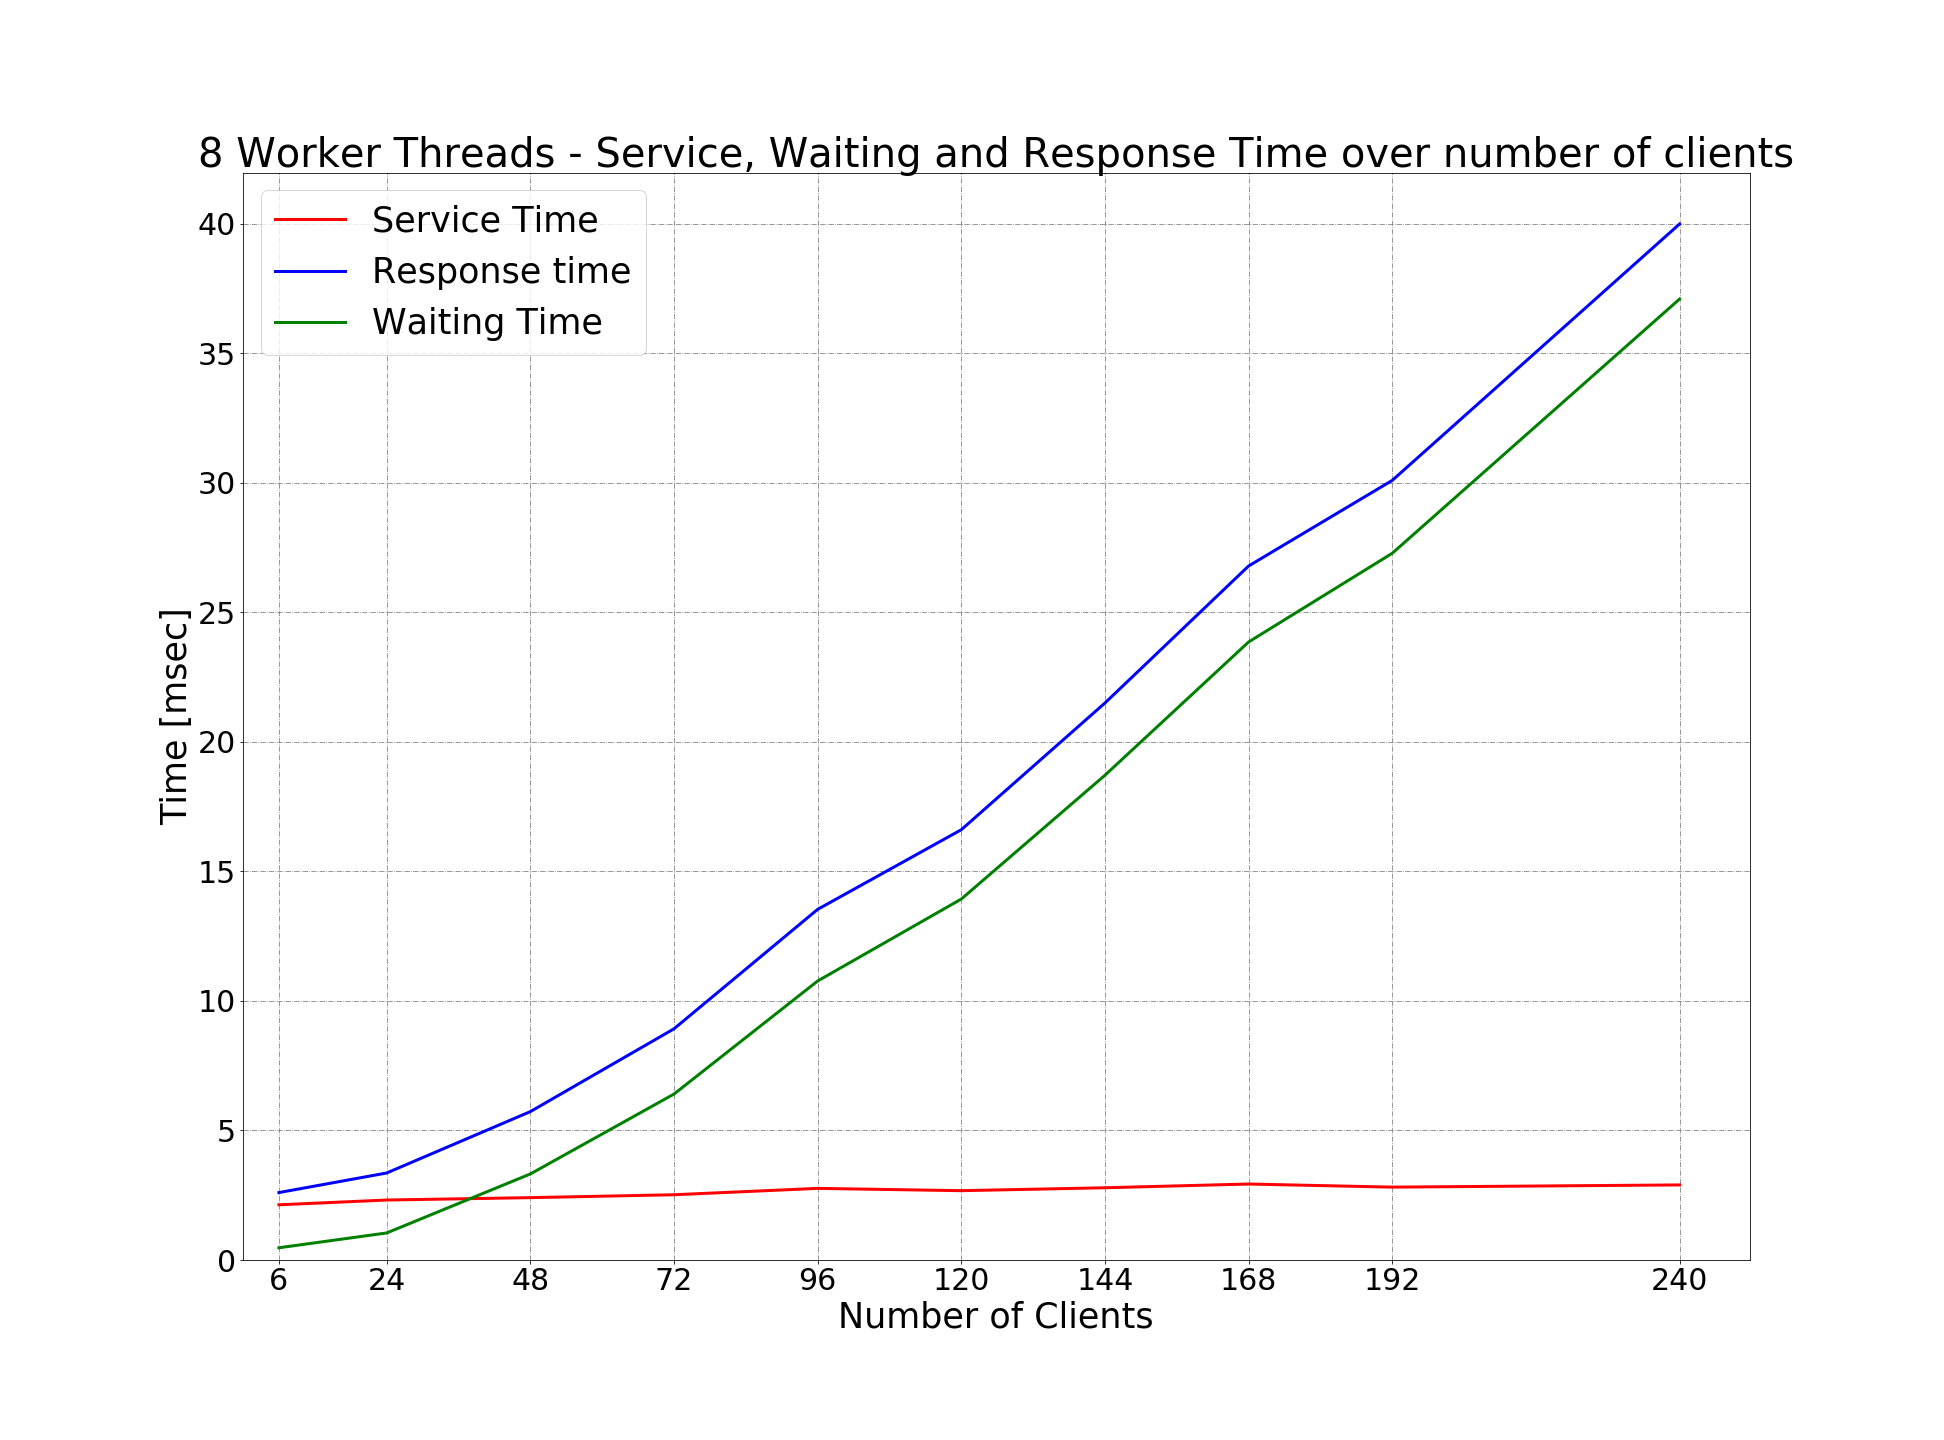 8 Worker Threads - Service, Waiting and Response Time over number of clients
Service Time
Response time
Waiting Time
40
35
30
25
20
15
10
5
0
Time [msec]
6 24 48 72 96 120 144 168 192 240
Number of Clients